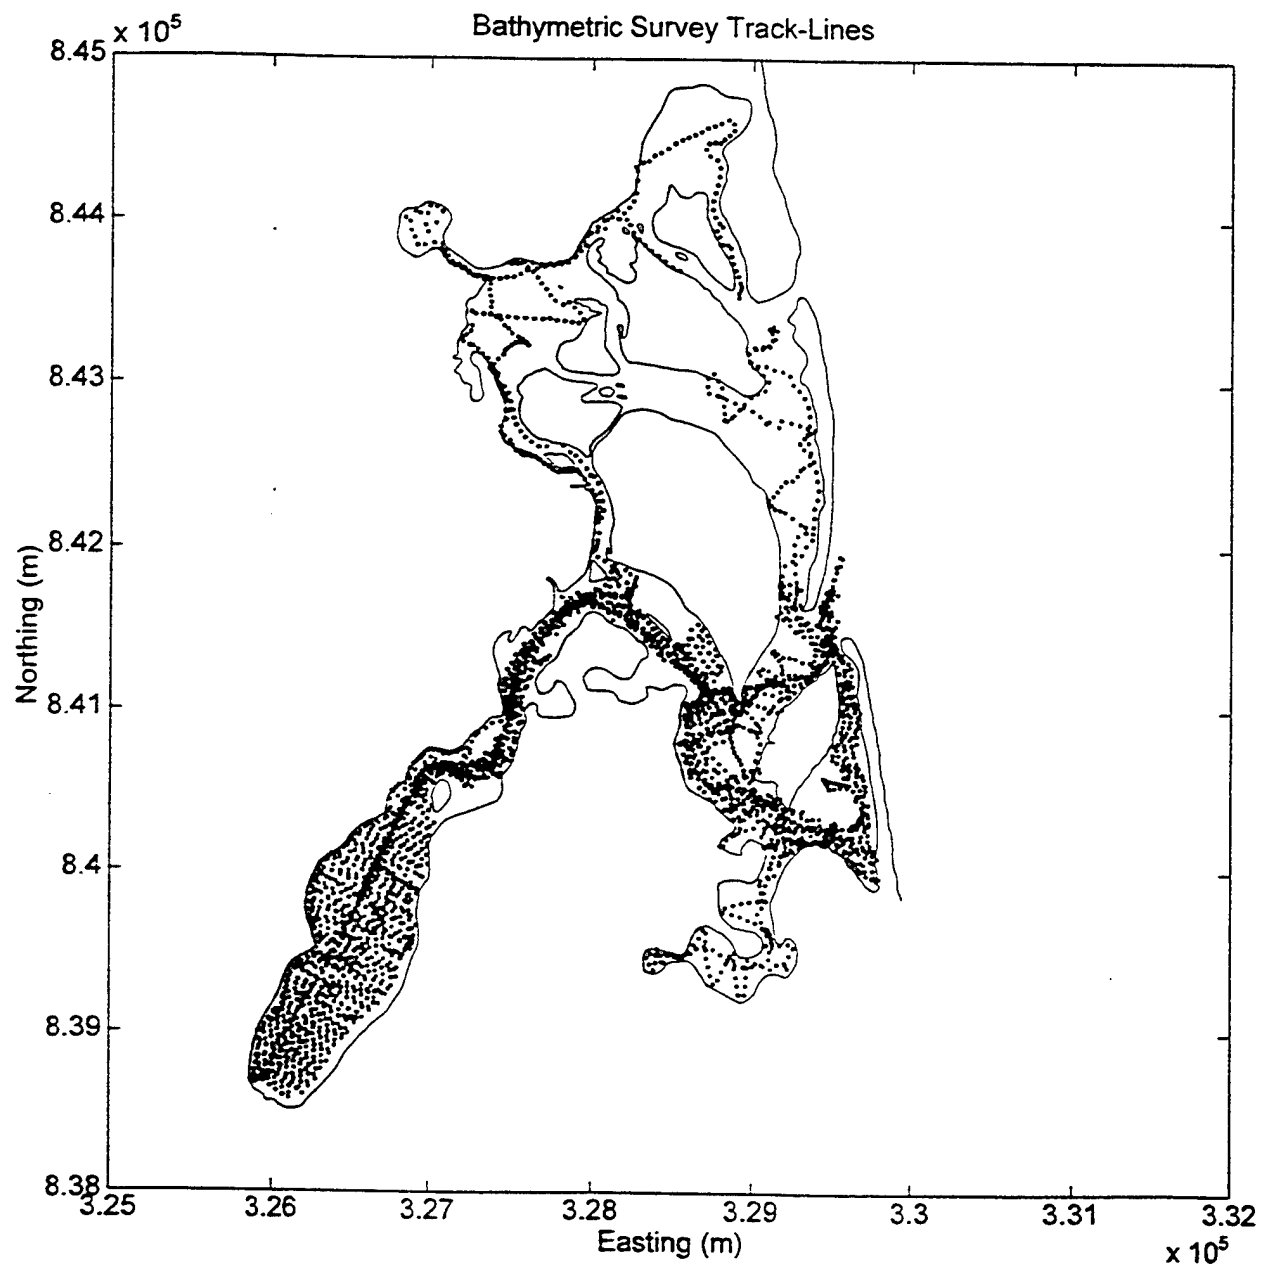 Bathymetric Survey Track-Lines
x 10^5
8.45
8.44
8.43
8.42
8.41
8.4
8.39
8.38
Northing (m)
3.25 3.26 3.27 3.28 3.29 3.3 3.31 3.32
Easting (m)
x 10^5